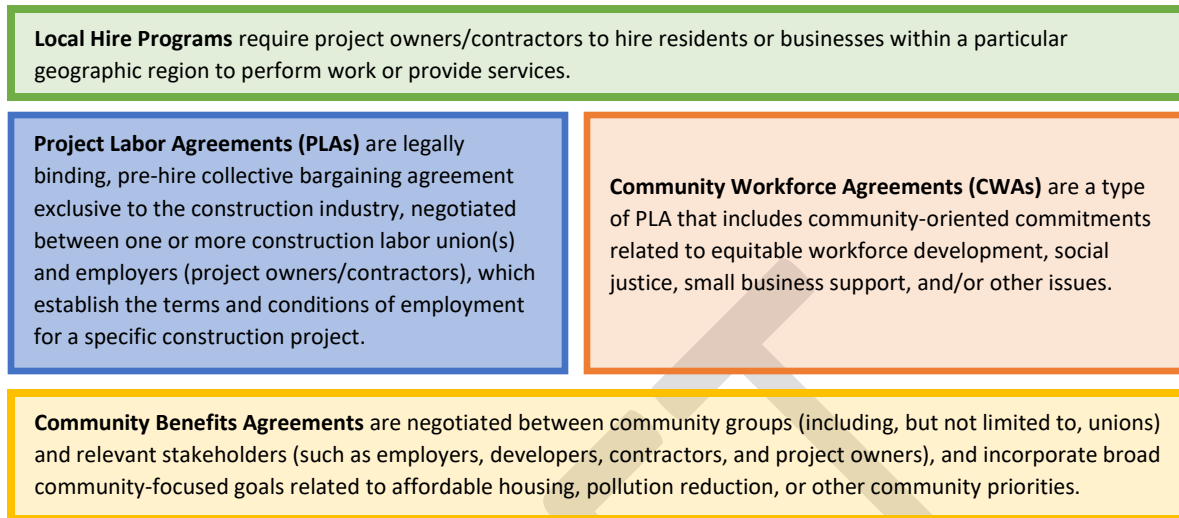 Local Hire Programs require project owners/contractors to hire residents or businesses within a particular
geographic region to perform work or provide services.
Project Labor Agreements (PLAs) are legally
binding, pre-hire collective bargaining agreement
exclusive to the construction industry, negotiated
between one or more construction labor union(s)
and employers (project owners/contractors), which
establish the terms and conditions of employment
for a specific construction project.
Community Workforce Agreements (CWAs) are a type
of PLA that includes community-oriented commitments
related to equitable workforce development, social
justice, small business support, and/or other issues.
Community Benefits Agreements are negotiated between community groups (including, but not limited to, unions)
and relevant stakeholders (such as employers, developers, contractors, and project owners), and incorporate broad
community-focused goals related to affordable housing, pollution reduction, or other community priorities.